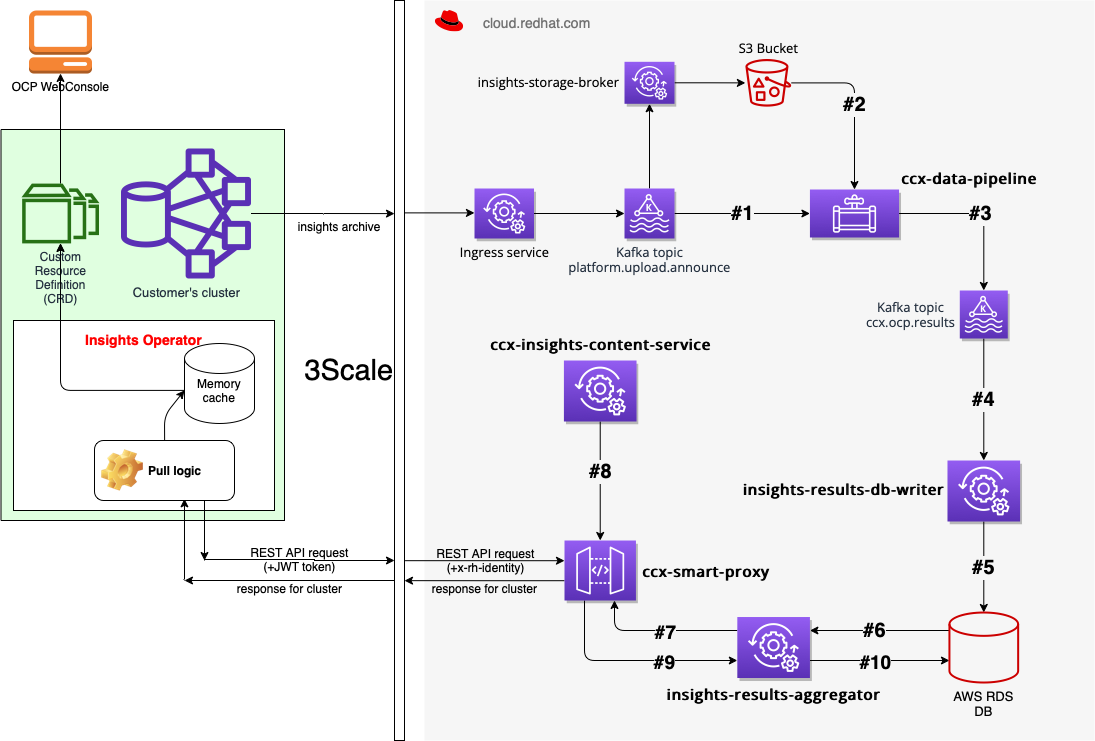 cloud.redhat.com
OCP WebConsole
S3 Bucket
insights-storage-broker
#2
ccx-data-pipeline
insights archive
#1
#3
Ingress service
Kafka topic
platform.upload.announce
Custom
Resource
Definition
(CRD)
Customer's cluster
Kafka topic
ccx.ocp.results
Insights Operator
Memory
cache
3Scale
ccx-insights-content-service
#4
Pull logic
#8
insights-results-db-writer
REST API request
(+JWT token)
response for cluster
REST API request
(+x-rh-identity)
response for cluster
ccx-smart-proxy
#5
#7
#6
#9
#10
insights-results-aggregator
AWS RDS
DB
K
K